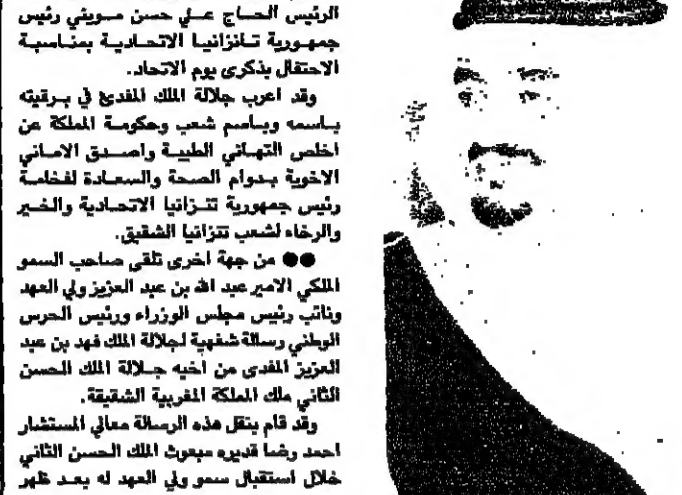 الرئيس الحاج علي حسن مويني رئيس
جمهورية تانزانيا الاتحادية بمناسبة
الاحتفال بذكرى يوم الاتحاد.
وقد اعرب جلالة الملك المفدى في برقيته
باسمه وباسم شعب وحكومة المملكة عن
اخلص التهاني الطيبة واصدق الاماني
الاخوية بدوام الصحة والسعادة لفخامة
رئيس جمهورية تنزانيا الاتحادية والخير
والرخاء لشعب تنزانيا الشقيق.
●● من جهة اخرى تلقى صاحب السمو
الملكي الامير عبد الله بن عبد العزيز ولي العهد
ونائب رئيس مجلس الوزراء ورئيس الحرس
الوطني رسالة شفهية لجلالة الملك فهد بن عبد
العزيز المفدى من اخيه جلالة الملك الحسن
الثاني ملك المملكة المغربية الشقيقة.
وقد قام بنقل هذه الرسالة معالي المستشار
احمد رضا قديره مبعوث الملك الحسن الثاني
خلال استقبال سمو ولي العهد له بعد ظهر